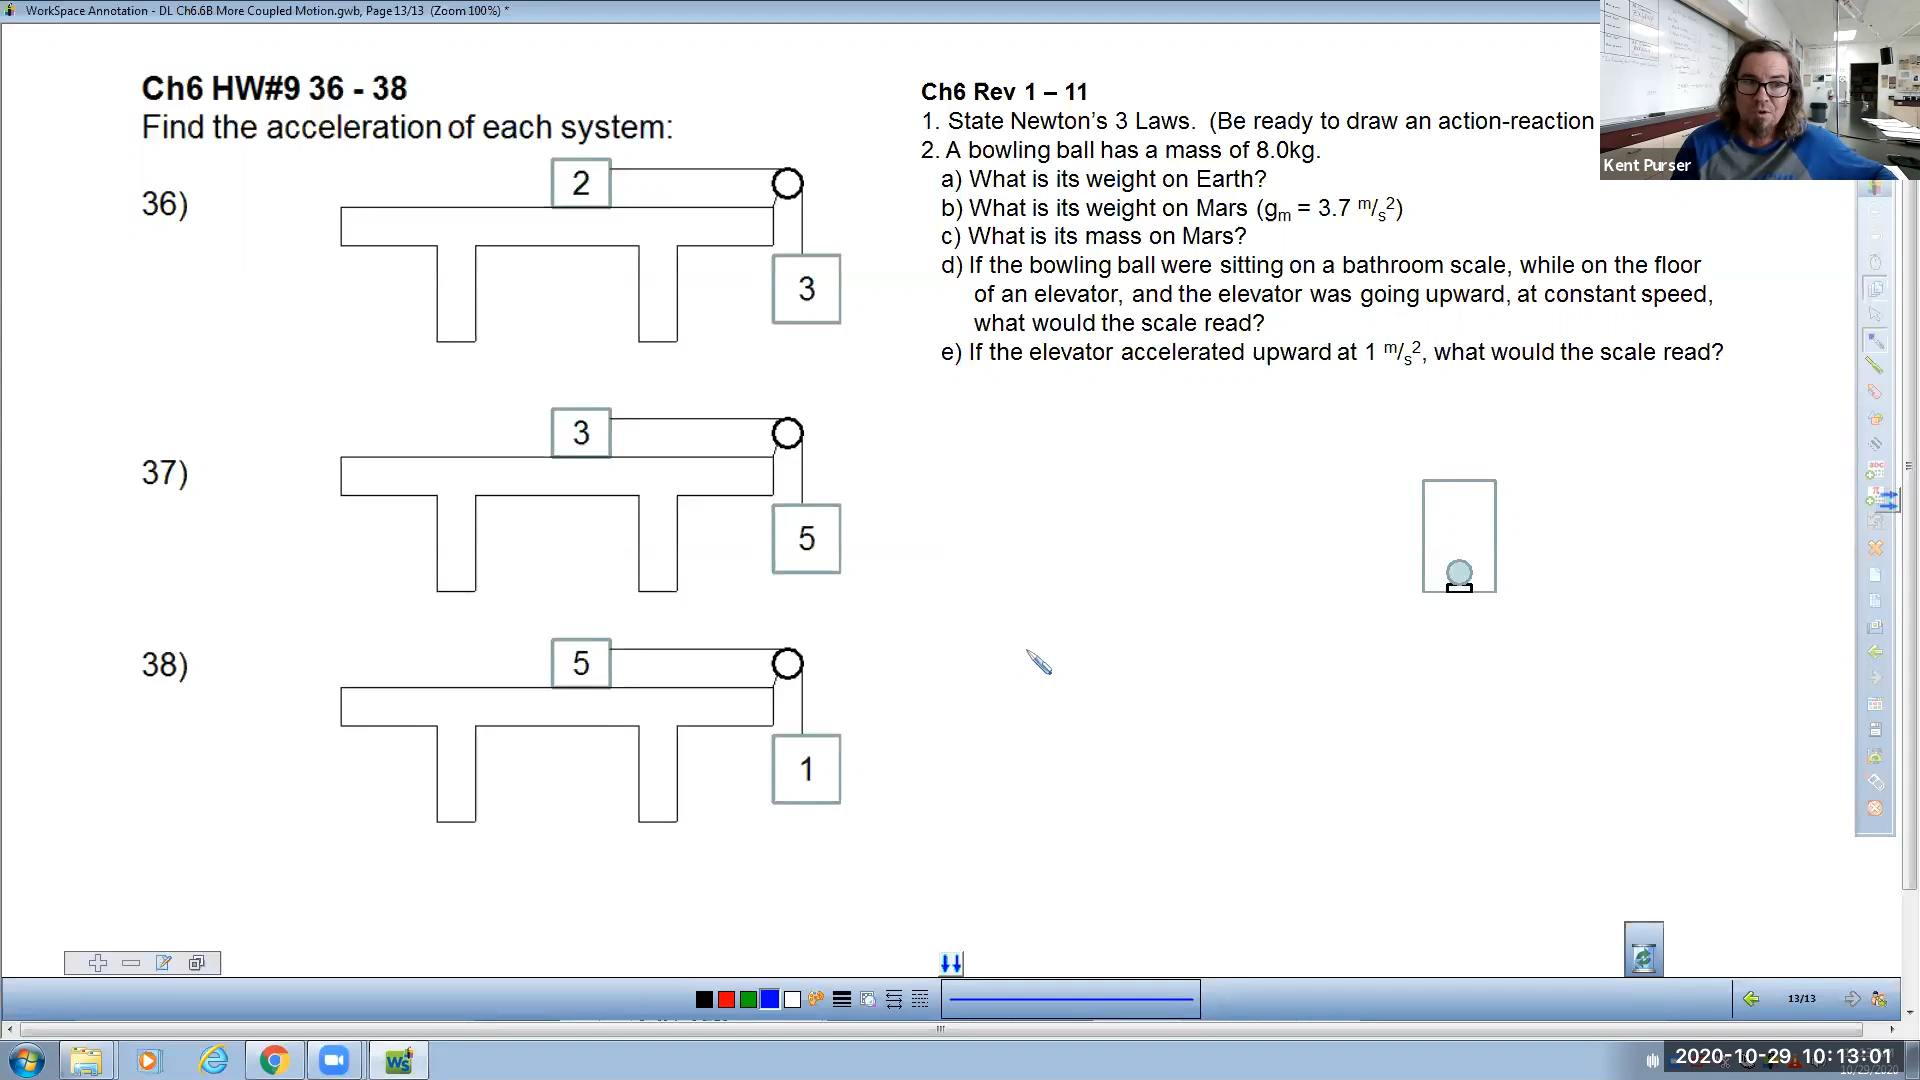 WorkSpace Annotation - DL Ch6.6B More Coupled Motion.gwb, Page 13/13 (Zoom 100%) *
Ch6 HW#9 36 - 38
Find the acceleration of each system:
36)
2
3
37)
3
5
38)
5
1
Ch6 Rev 1 – 11
1. State Newton's 3 Laws. (Be ready to draw an action-reaction
2. A bowling ball has a mass of 8.0kg.
a) What is its weight on Earth?
b) What is its weight on Mars (gm = 3.7 m/s2)
c) What is its mass on Mars?
d) If the bowling ball were sitting on a bathroom scale, while on the floor
of an elevator, and the elevator was going upward, at constant speed,
what would the scale read?
e) If the elevator accelerated upward at 1 m/s2, what would the scale read?
Kent Purser
13/13
2020-10-29 10:13:01
10/29/2020